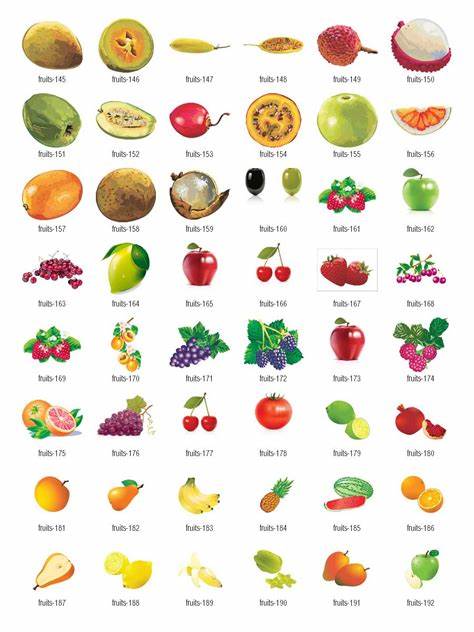 fruits-145 fruits-146 fruits-147 fruits-148 fruits-149 fruits-150
fruits-151 fruits-152 fruits-153 fruits-154 fruits-155 fruits-156
fruits-157 fruits-158 fruits-159 fruits-160 fruits-161 fruits-162
fruits-163 fruits-164 fruits-165 fruits-166 fruits-167 fruits-168
fruits-169 fruits-170 fruits-171 fruits-172 fruits-173 fruits-174
fruits-175 fruits-176 fruits-177 fruits-178 fruits-179 fruits-180
fruits-181 fruits-182 fruits-183 fruits-184 fruits-185 fruits-186
fruits-187 fruits-188 fruits-189 fruits-190 fruits-191 fruits-192